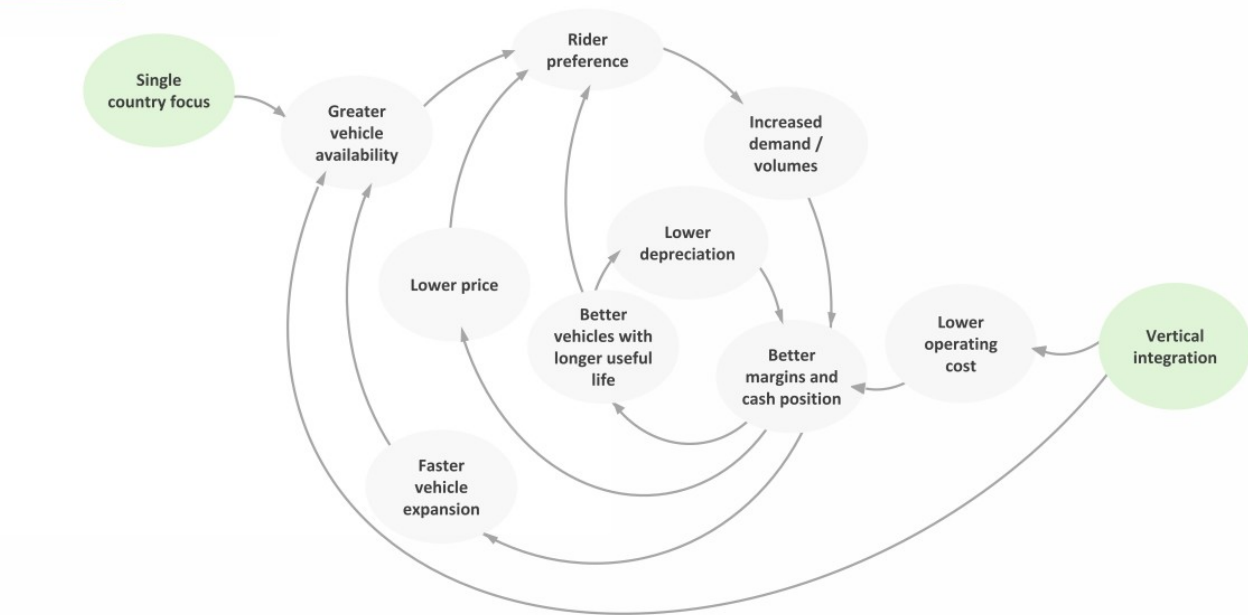 Single
country focus
Greater
vehicle
availability
Rider
preference
Increased
demand /
volumes
Lower
depreciation
Lower price
Better
vehicles with
longer useful
life
Better
margins and
cash position
Lower
operating
cost
Vertical
integration
Faster
vehicle
expansion